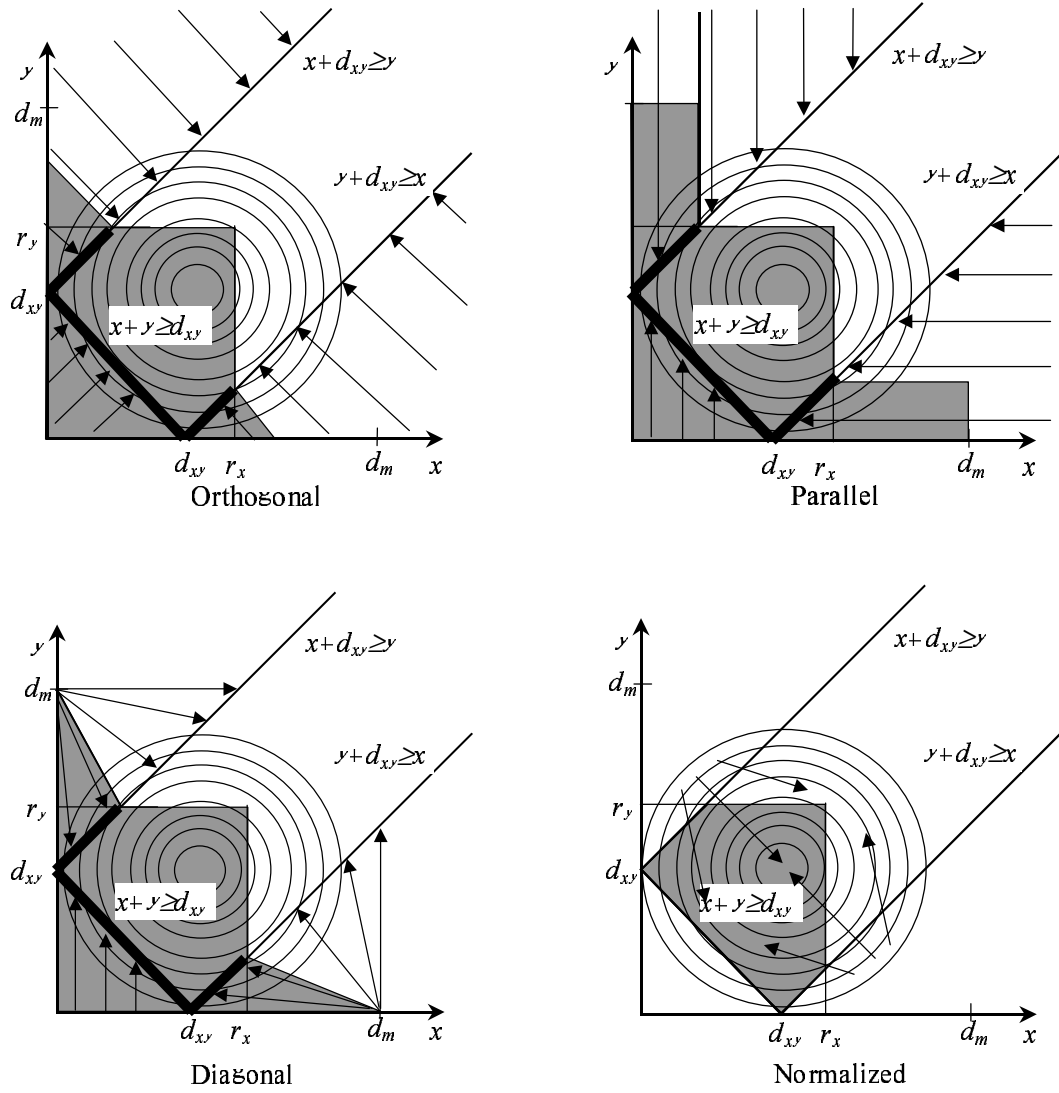 y
x+d_xy≥y
d_m
y+d_xy≥x
r_y
d_xy
x+y≥d_xy
d_xy r_x d_m x
Orthogonal
y
x+d_xy≥y
y+d_xy≥x
x+y≥d_xy
d_xy r_x d_m x
Parallel
y
x+d_xy≥y
d_m
y+d_xy≥x
r_y
d_xy
x+y≥d_xy
d_xy r_x d_m x
Diagonal
y
x+d_xy≥y
d_m
y+d_xy≥x
r_y
d_xy
x+y≥d_xy
d_xy r_x d_m x
Normalized